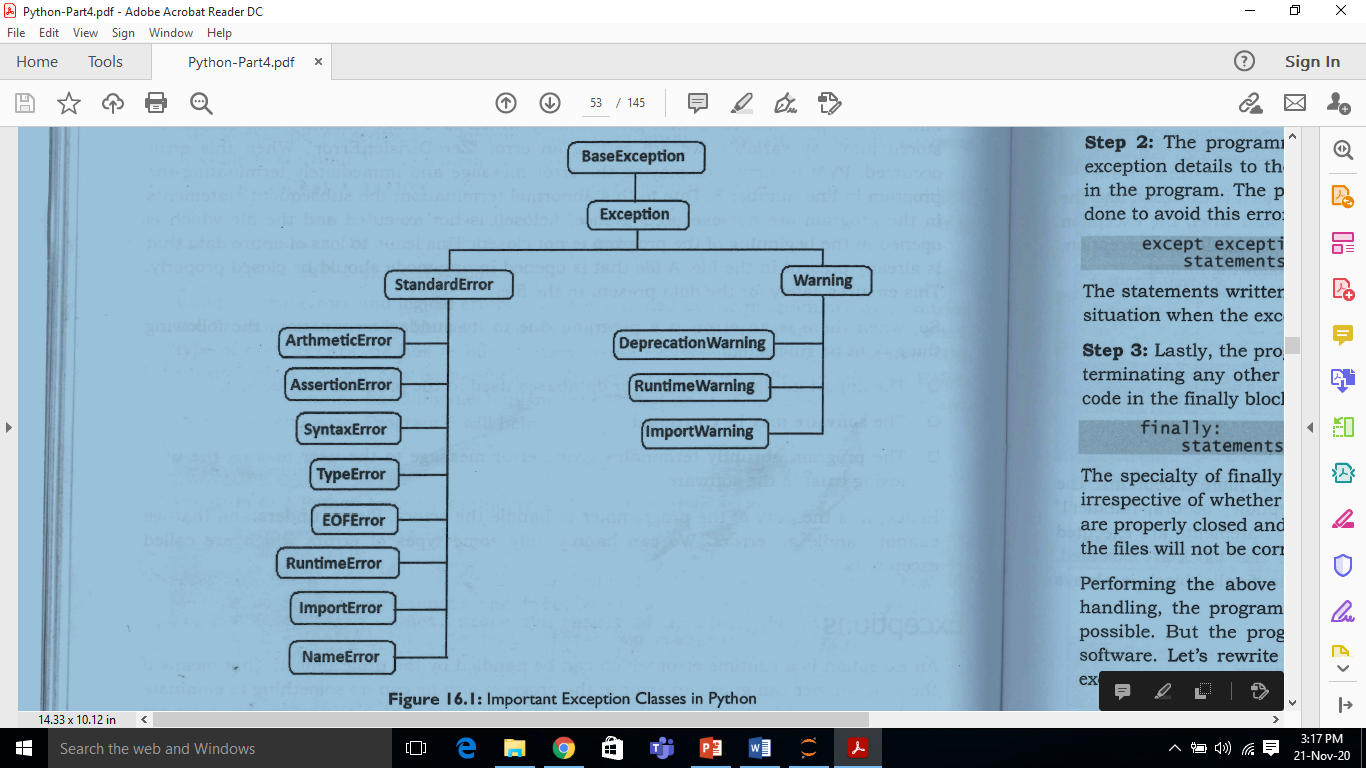 Python-Part4.pdf - Adobe Acrobat Reader DC
File Edit View Sign Window Help
Home Tools Python-Part4.pdf × Sign In
53 / 145
BaseException
Exception
StandardError
Warning
ArthmeticError
AssertionError
SyntaxError
TypeError
EOFError
RuntimeError
ImportError
NameError
DeprecationWarning
RuntimeWarning
ImportWarning
Figure 16.1: Important Exception Classes in Python
Step 2: The programm
exception details to the
in the program. The p
done to avoid this erro
except excepti
statements
The statements written
situation when the exc
Step 3: Lastly, the pro
terminating any other
code in the finally bloc
finally:
statements
The specialty of finally
irrespective of whether
are properly closed and
the files will not be corr
Performing the above
handling, the program
possible. But the prog
software. Let's rewrite
14.33 x 10.12 in
Search the web and Windows
3:17 PM
21-Nov-20